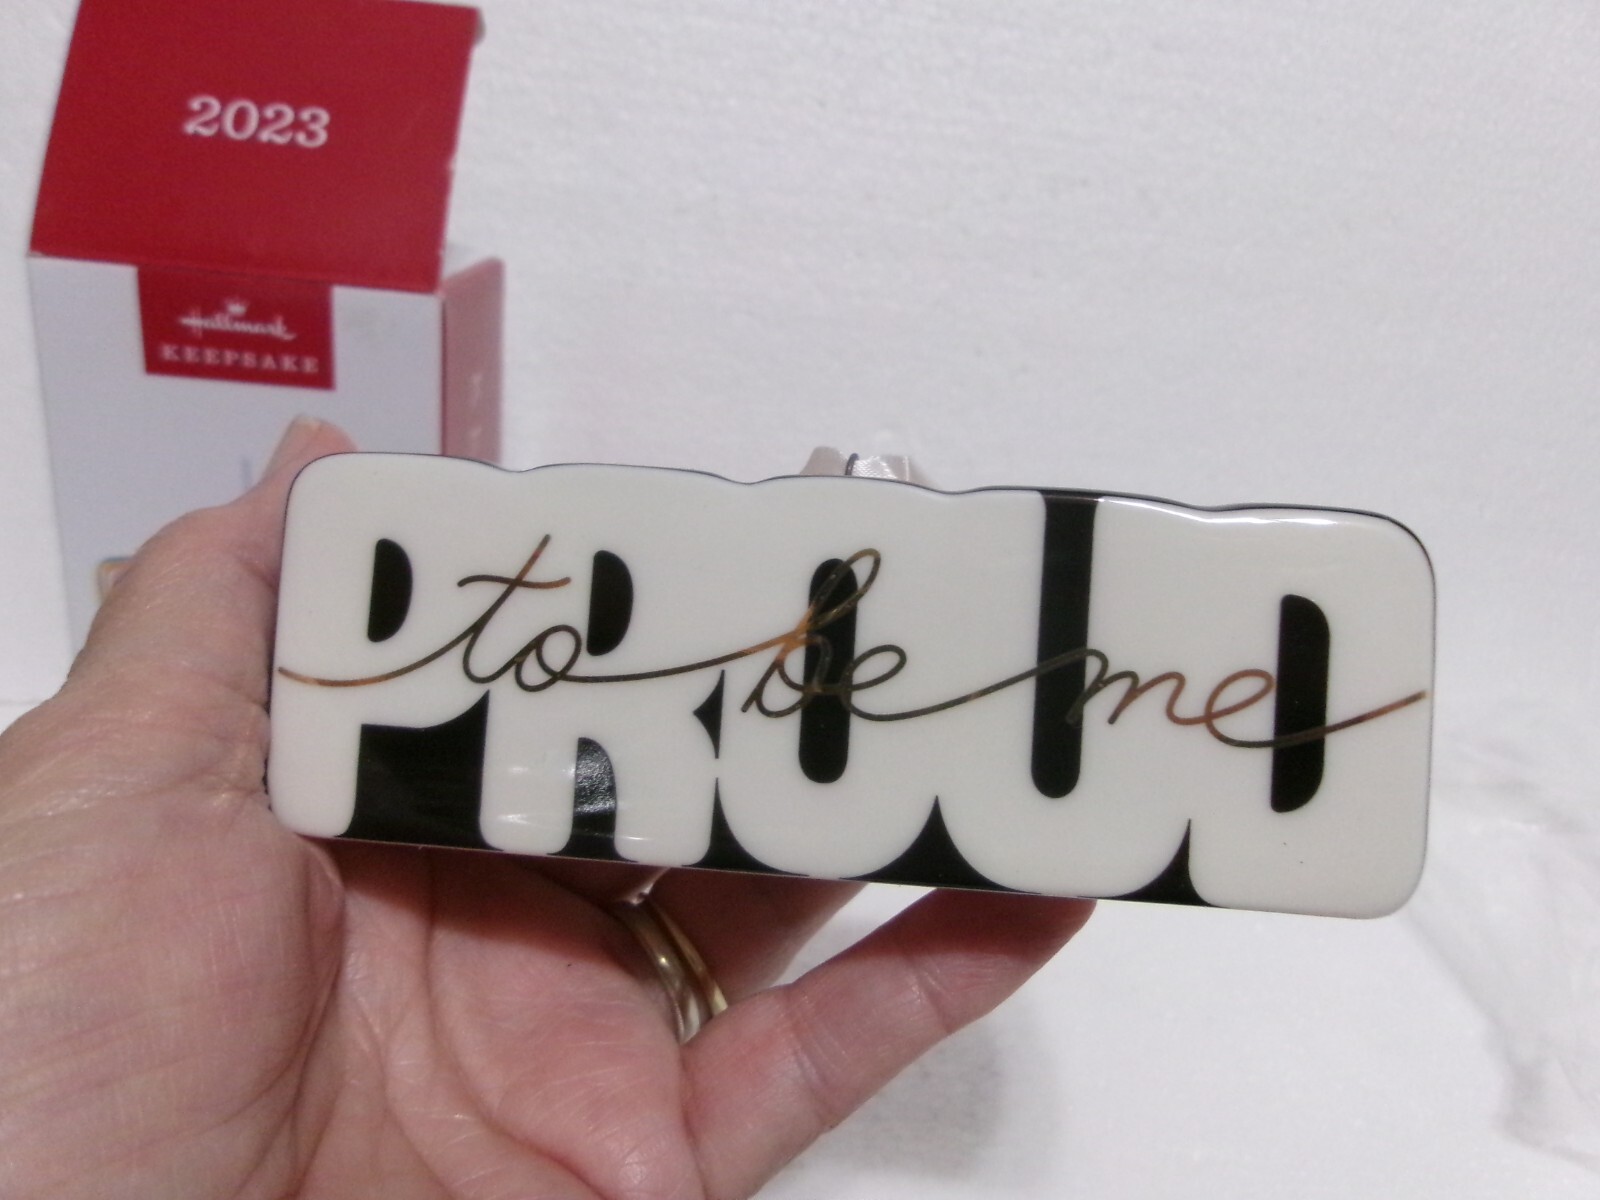 2023
Hallmark
KEEPSAKE
PROUD
to be me